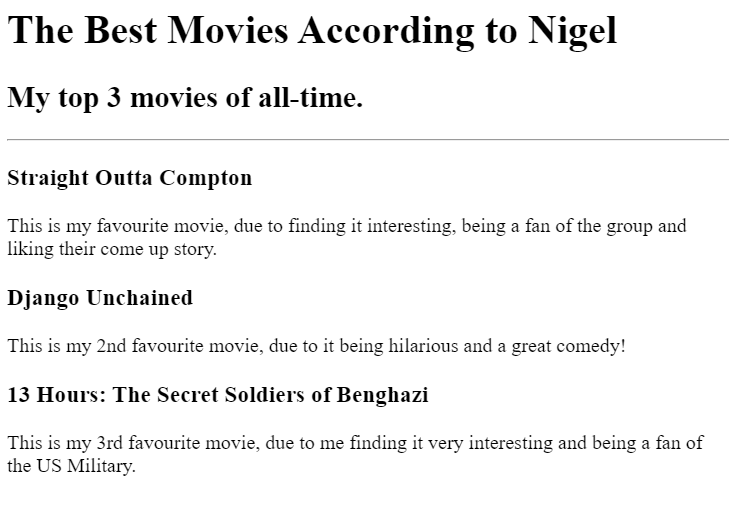 The Best Movies According to Nigel
My top 3 movies of all-time.
Straight Outta Compton
This is my favourite movie, due to finding it interesting, being a fan of the group and
liking their come up story.
Django Unchained
This is my 2nd favourite movie, due to it being hilarious and a great comedy!
13 Hours: The Secret Soldiers of Benghazi
This is my 3rd favourite movie, due to me finding it very interesting and being a fan of
the US Military.